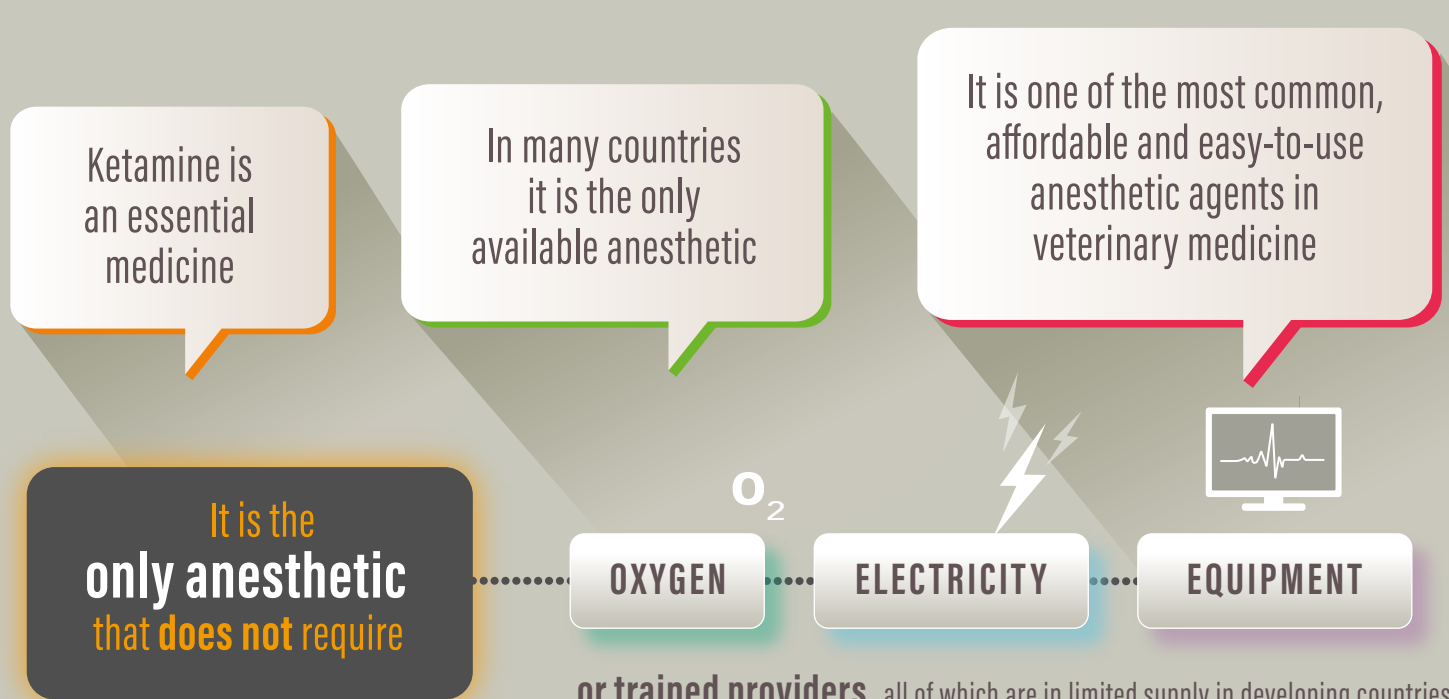 Ketamine is
an essential
medicine
In many countries
it is the only
available anesthetic
It is one of the most common,
affordable and easy-to-use
anesthetic agents in
veterinary medicine
It is the
only anesthetic
that does not require
O₂
OXYGEN
ELECTRICITY
EQUIPMENT
or trained providers all of which are in limited supply in developing countries